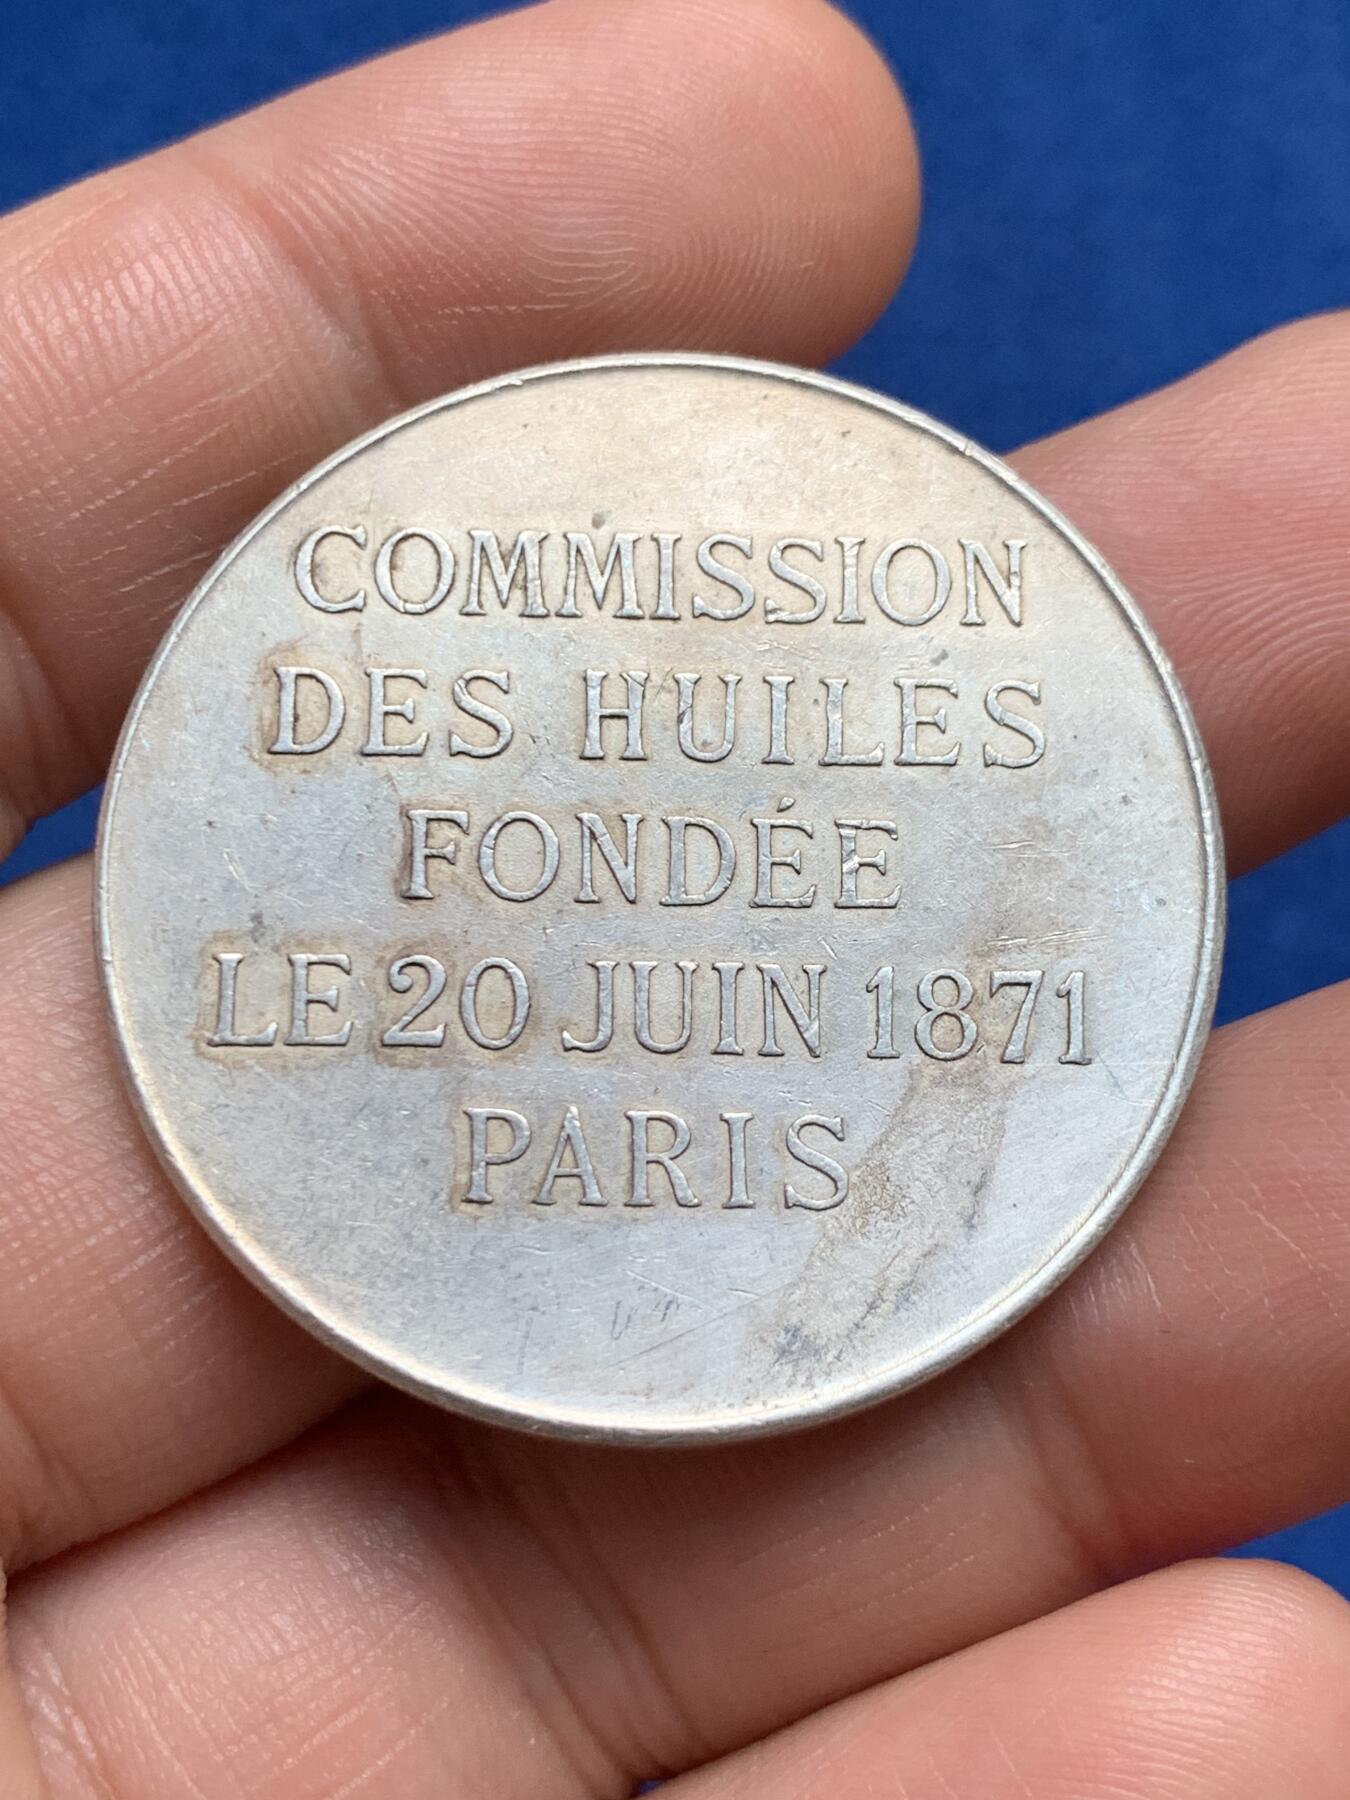 COMMISSION
DES HUILES
FONDÉE
LE 20 JUIN 1871
PARIS